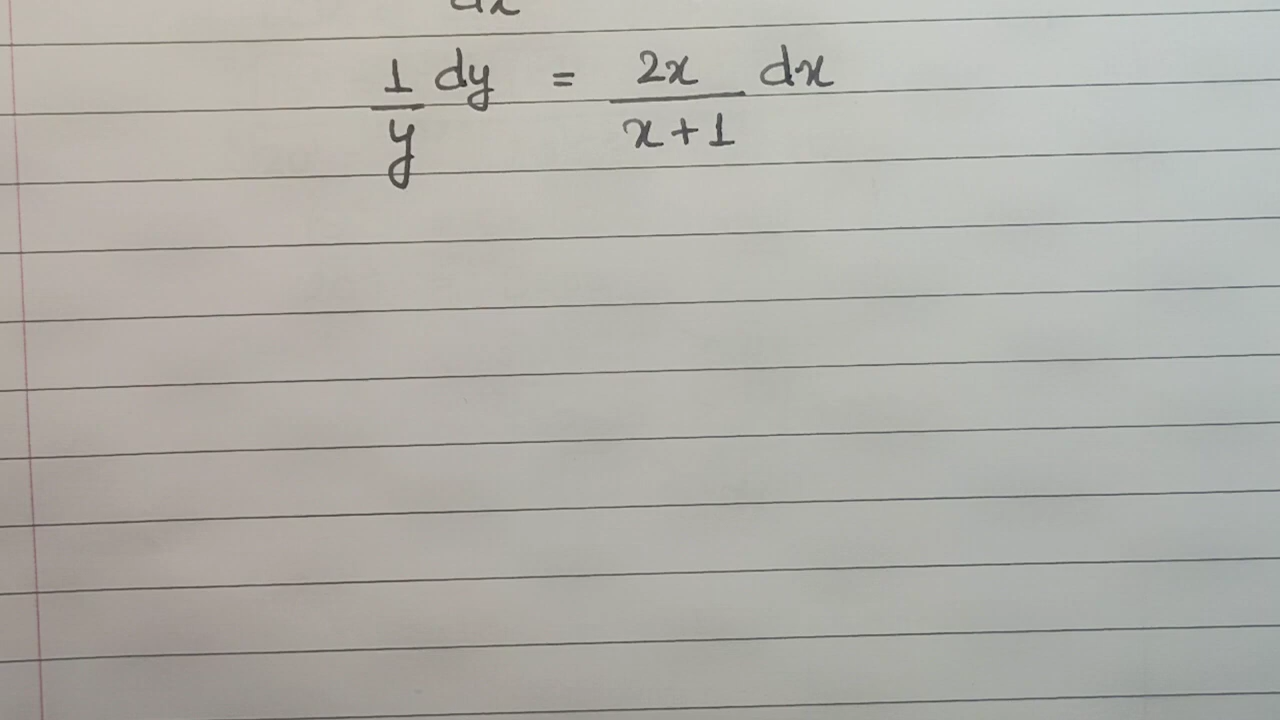 1/y dy = 2x/(x+1) dx